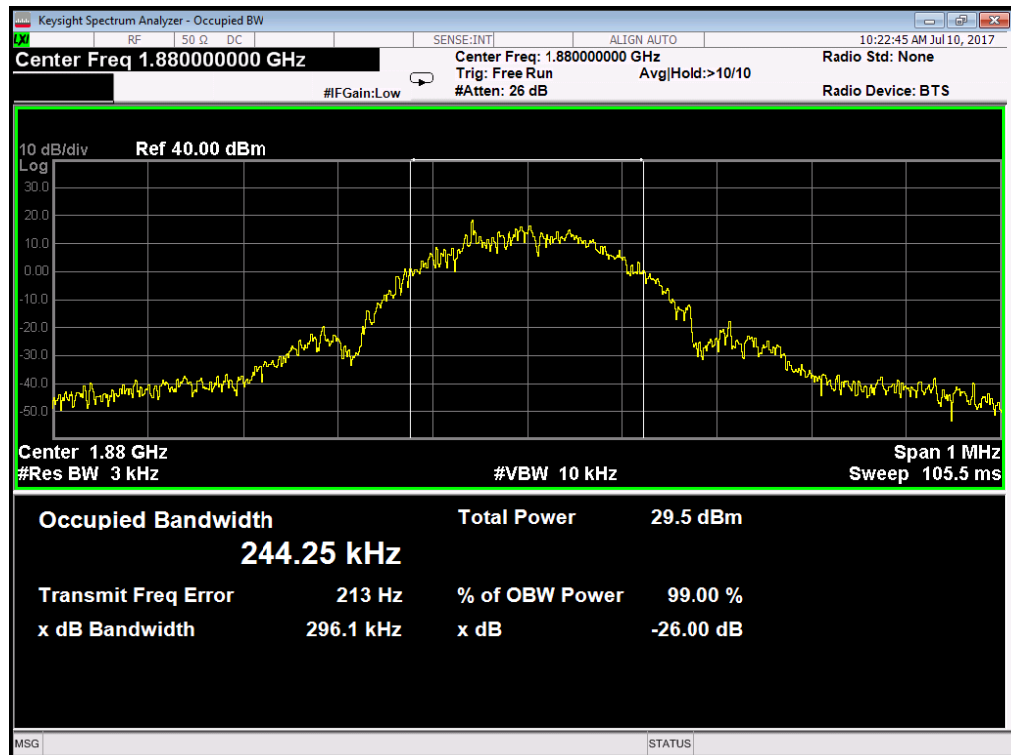 Keysight Spectrum Analyzer - Occupied BW
LXI RF 50 Ω DC SENSE:INT ALIGN AUTO 10:22:45 AM Jul 10, 2017
Center Freq 1.880000000 GHz
Center Freq: 1.880000000 GHz Radio Std: None
Trig: Free Run Avg|Hold:>10/10
#IFGain:Low #Atten: 26 dB Radio Device: BTS
10 dB/div Ref 40.00 dBm
Log
30.0
20.0
10.0
0.00
-10.0
-20.0
-30.0
-40.0
-50.0
Center 1.88 GHz Span 1 MHz
#Res BW 3 kHz #VBW 10 kHz Sweep 105.5 ms
Occupied Bandwidth Total Power 29.5 dBm
244.25 kHz
Transmit Freq Error 213 Hz % of OBW Power 99.00 %
x dB Bandwidth 296.1 kHz x dB -26.00 dB
MSG STATUS